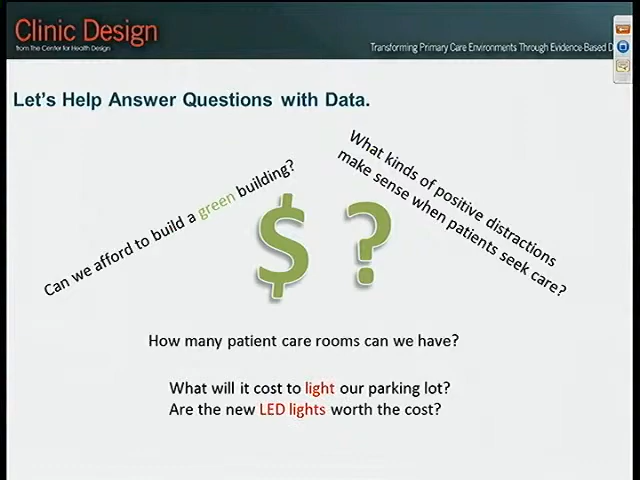 Clinic Design
from The Center for Health Design
Transforming Primary Care Environments Through Evidence-Based D
Let's Help Answer Questions with Data.
Can we afford to build a green building?
What kinds of positive distractions
make sense when patients seek care?
$ ?
How many patient care rooms can we have?
What will it cost to light our parking lot?
Are the new LED lights worth the cost?